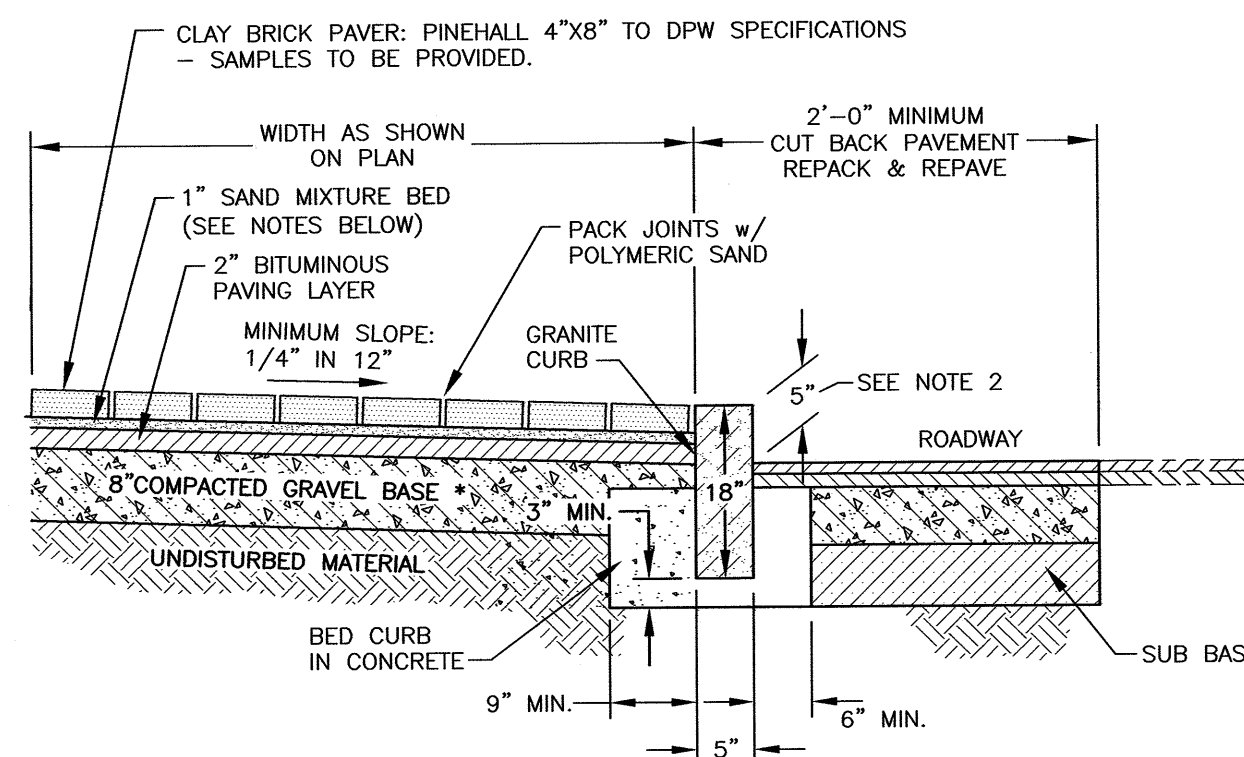 CLAY BRICK PAVER: PINEHALL 4"X8" TO DPW SPECIFICATIONS
– SAMPLES TO BE PROVIDED.
WIDTH AS SHOWN
ON PLAN
2'-0" MINIMUM
CUT BACK PAVEMENT
REPACK & REPAVE
1" SAND MIXTURE BED
(SEE NOTES BELOW)
PACK JOINTS w/
POLYMERIC SAND
2" BITUMINOUS
PAVING LAYER
MINIMUM SLOPE:
1/4" IN 12"
GRANITE
CURB
5"
SEE NOTE 2
ROADWAY
8"COMPACTED GRAVEL BASE *
18"
3" MIN.
UNDISTURBED MATERIAL
BED CURB
IN CONCRETE
SUB BAS
9" MIN.
6" MIN.
5"